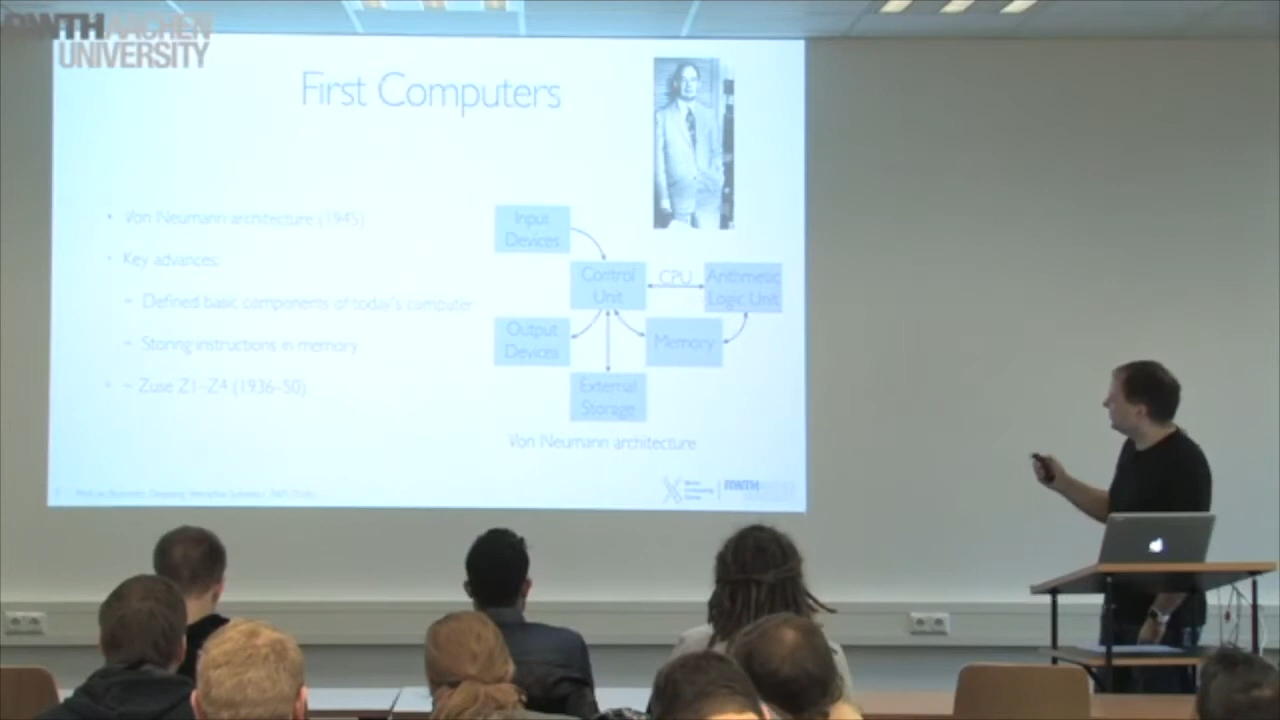 RWTH AACHEN
UNIVERSITY
First Computers
• Von Neumann architecture (1945)
• Key advances:
– Defined basic components of today's computer
– Storing instructions in memory
• ~ Zuse Z1–Z4 (1936–50)
Input
Devices
Control
Unit
CPU
Arithmetic
Logic Unit
Output
Devices
Memory
External
Storage
Von Neumann architecture
RWTH